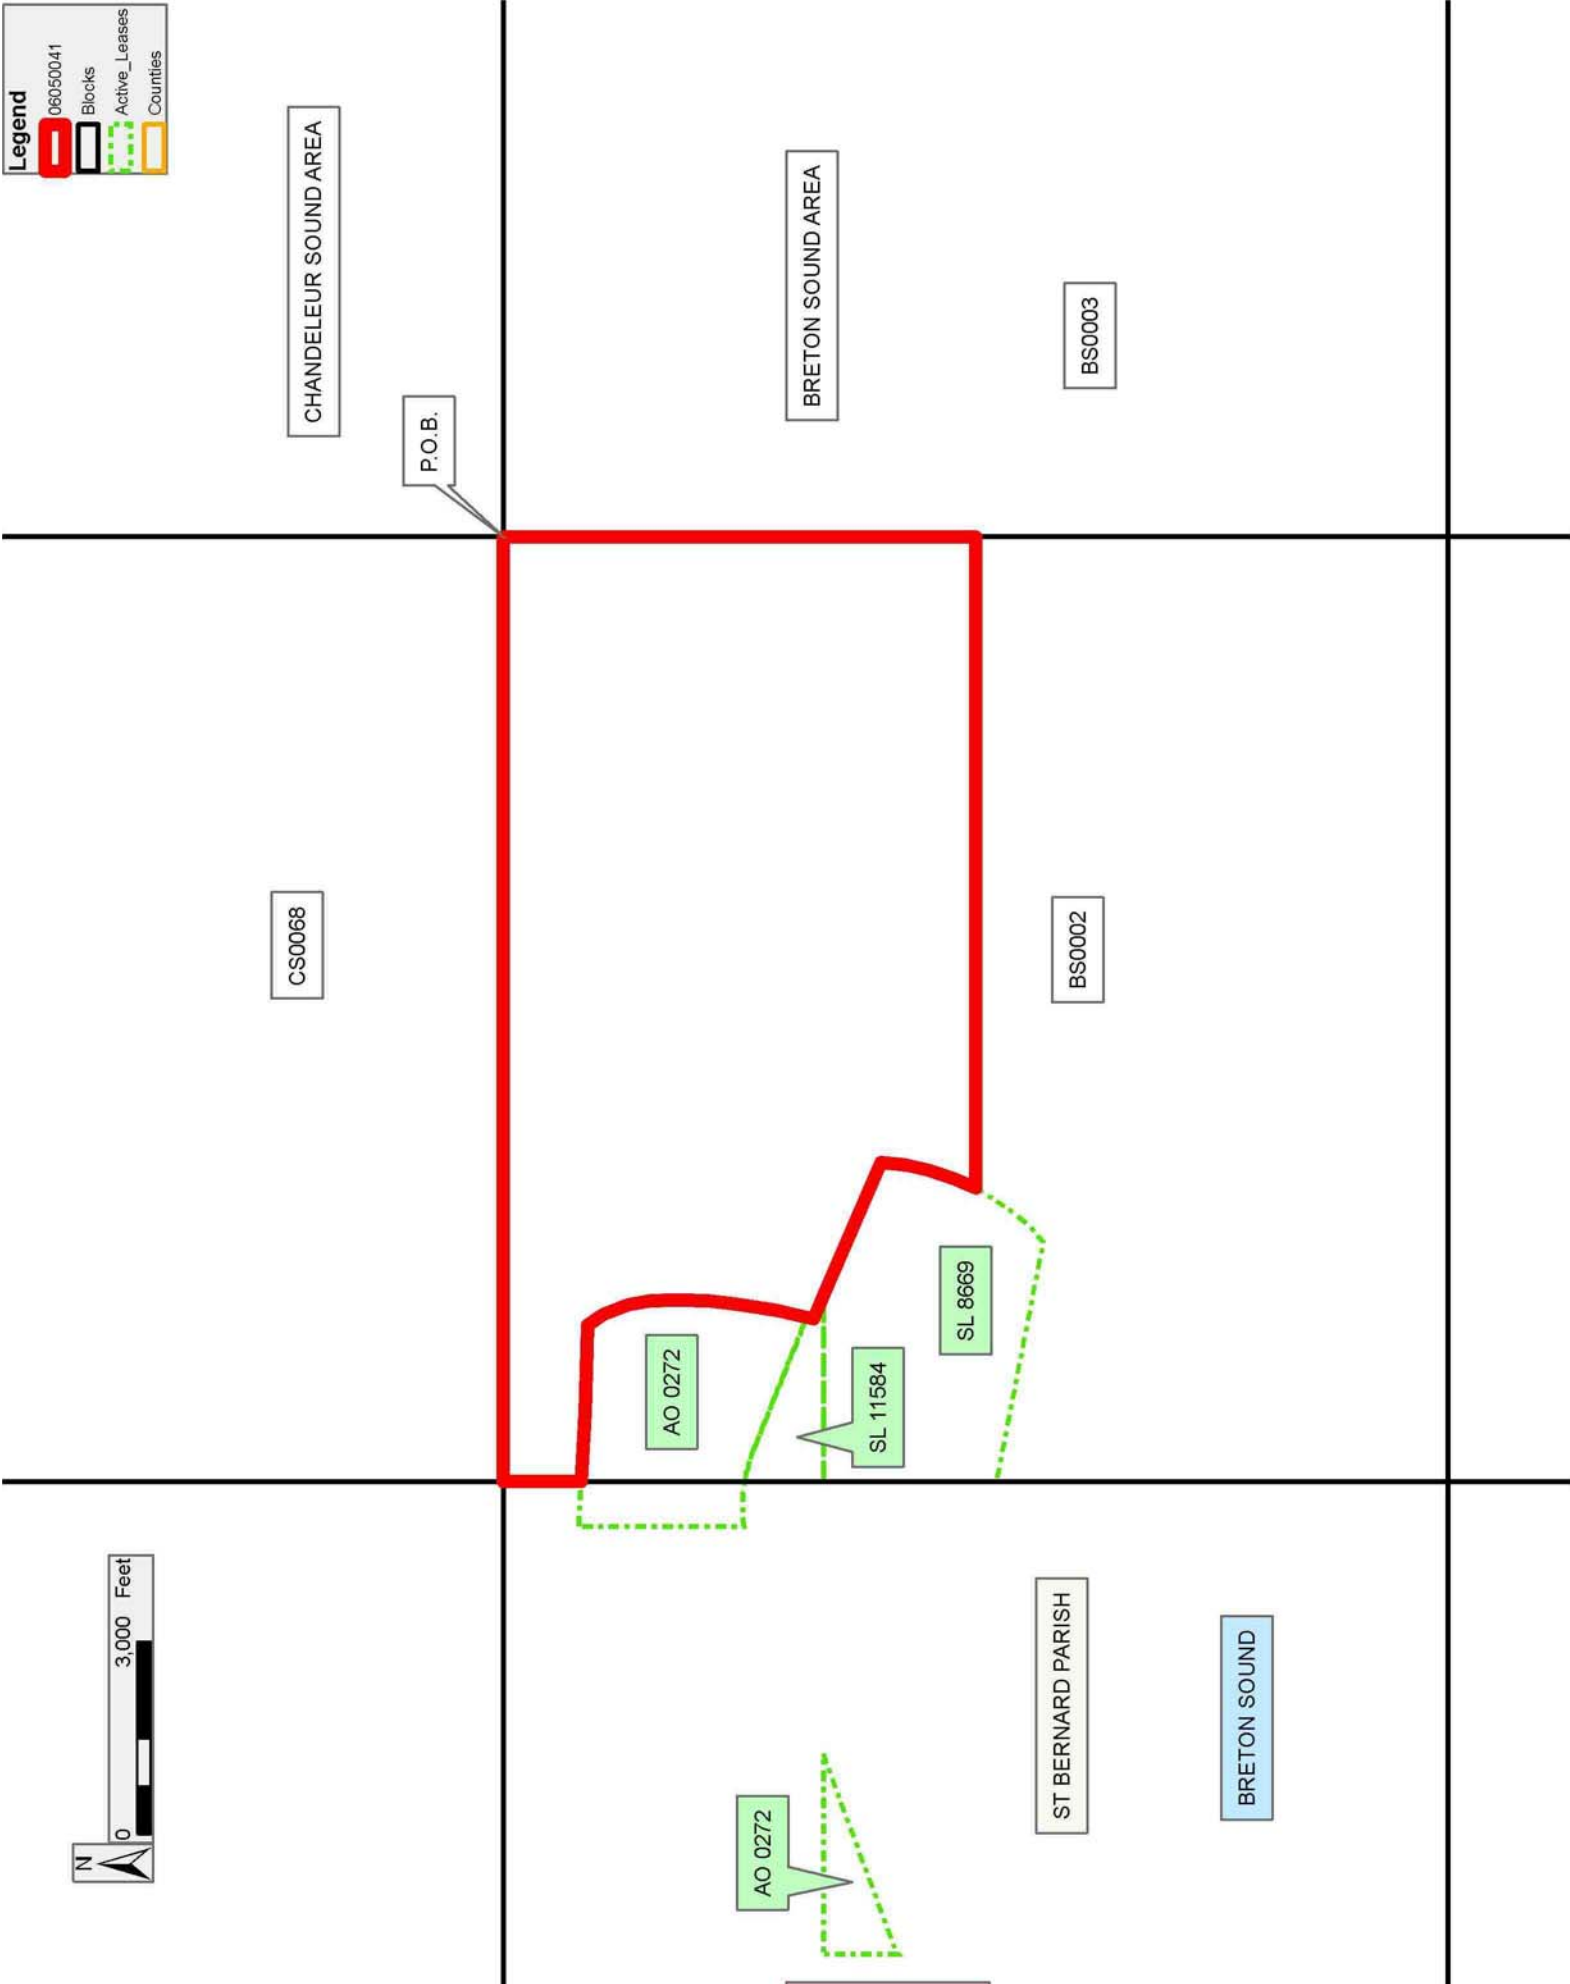 N
0
3,000
Feet
CS0068
CHANDELEUR SOUND AREA
Legend
06050041
Blocks
Active_Leases
Counties
P.O.B.
AO 0272
BRETON SOUND AREA
AO 0272
SL 11584
SL 8669
ST BERNARD PARISH
BS0002
BS0003
BRETON SOUND